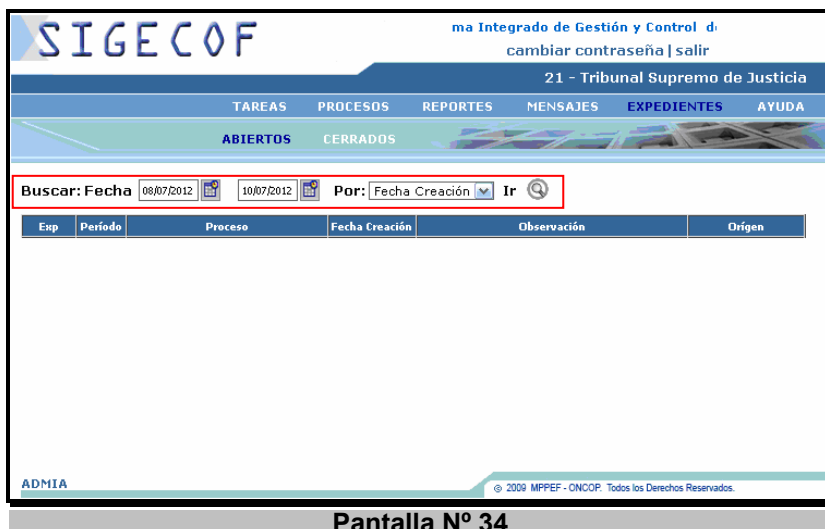 SIGECOF
ma Integrado de Gestión y Control d
cambiar contraseña | salir
21 - Tribunal Supremo de Justicia
TAREAS PROCESOS REPORTES MENSAJES EXPEDIENTES AYUDA
ABIERTOS CERRADOS
Buscar: Fecha 08/07/2012 10/07/2012 Por: Fecha Creación Ir
Exp Período Proceso Fecha Creación Observación Orígen
ADMIA
© 2009 MPPEF - ONCOP. Todos los Derechos Reservados.
Pantalla Nº 34